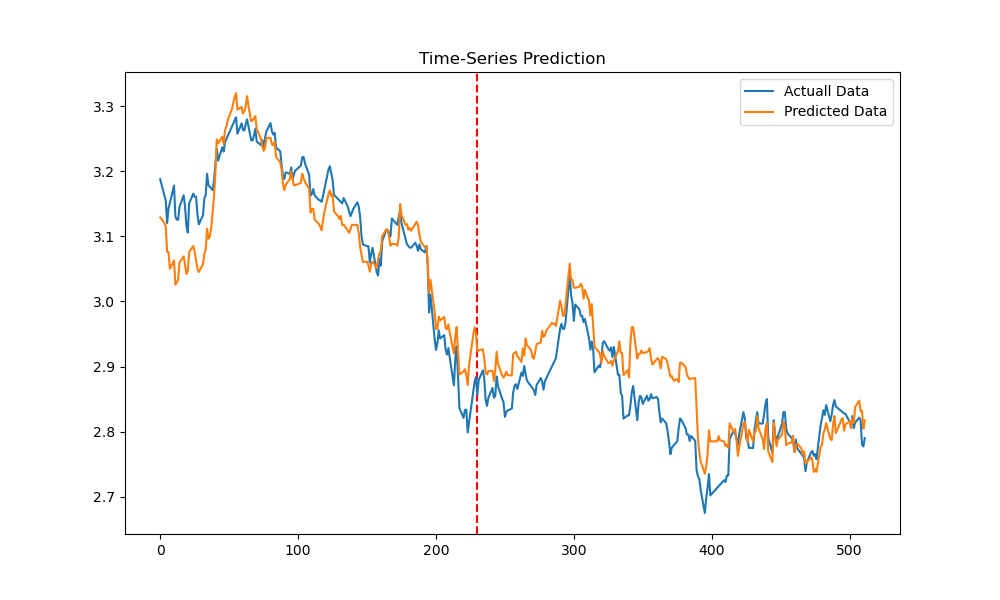 Time-Series Prediction
Actuall Data
Predicted Data
3.3
3.2
3.1
3.0
2.9
2.8
2.7
0 100 200 300 400 500